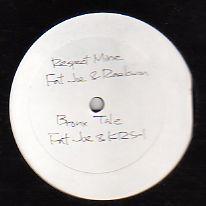 Respect Mine
Fat Joe & Raekwon
Bronx Tale
Fat Joe & KRS-1